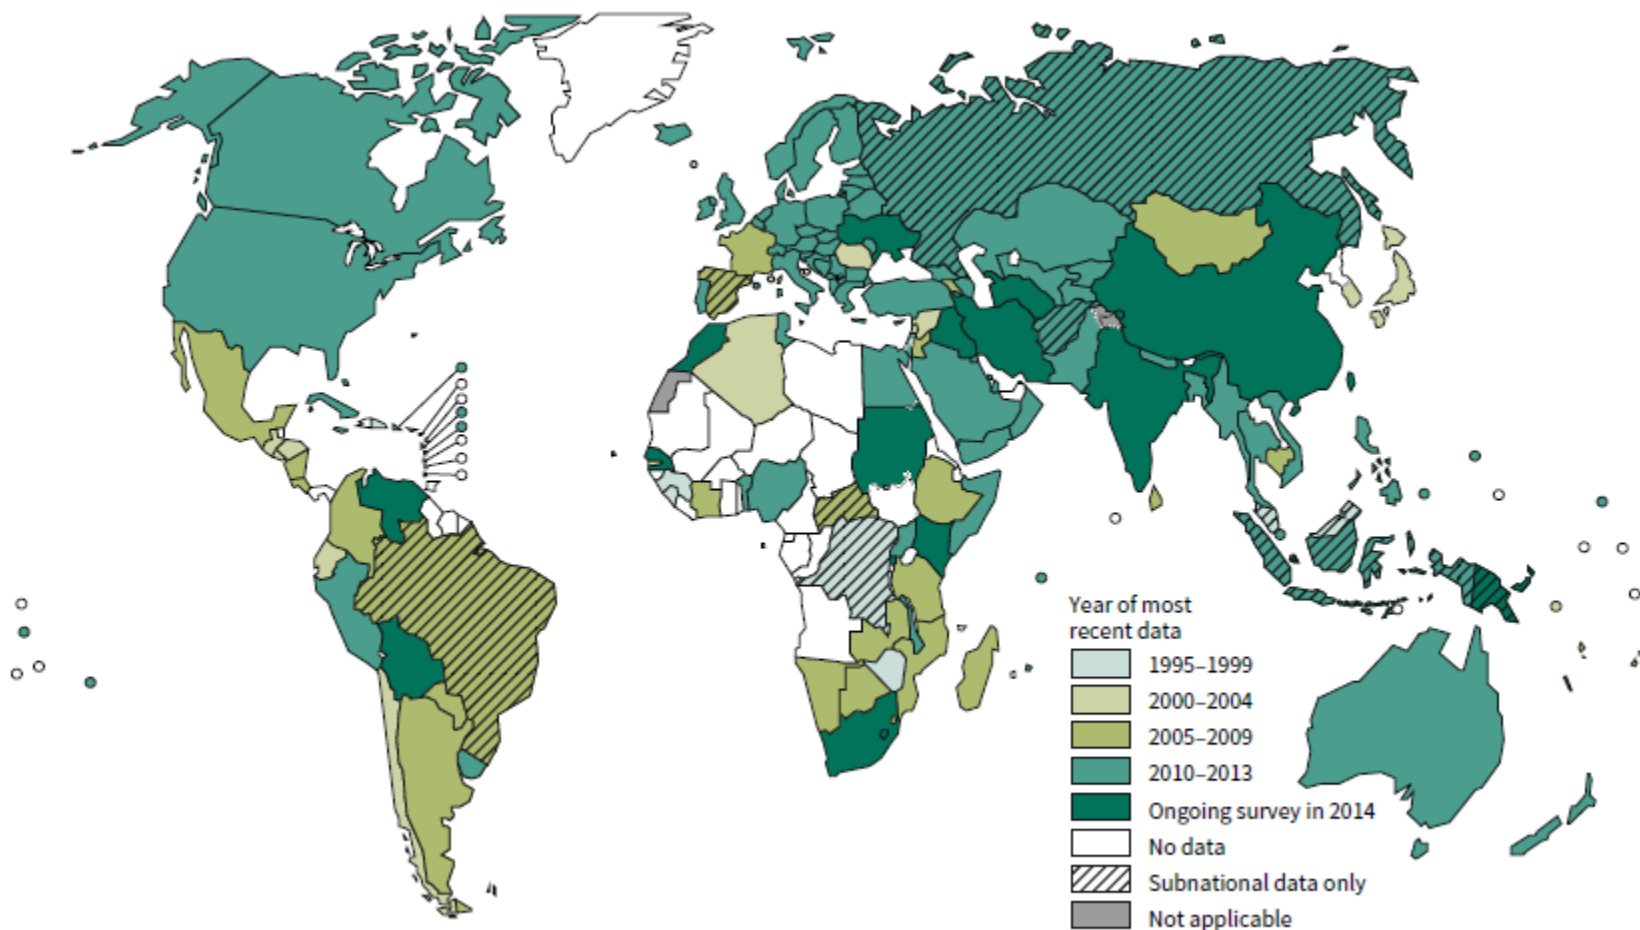 Year of most
recent data
1995–1999
2000–2004
2005–2009
2010–2013
Ongoing survey in 2014
No data
Subnational data only
Not applicable